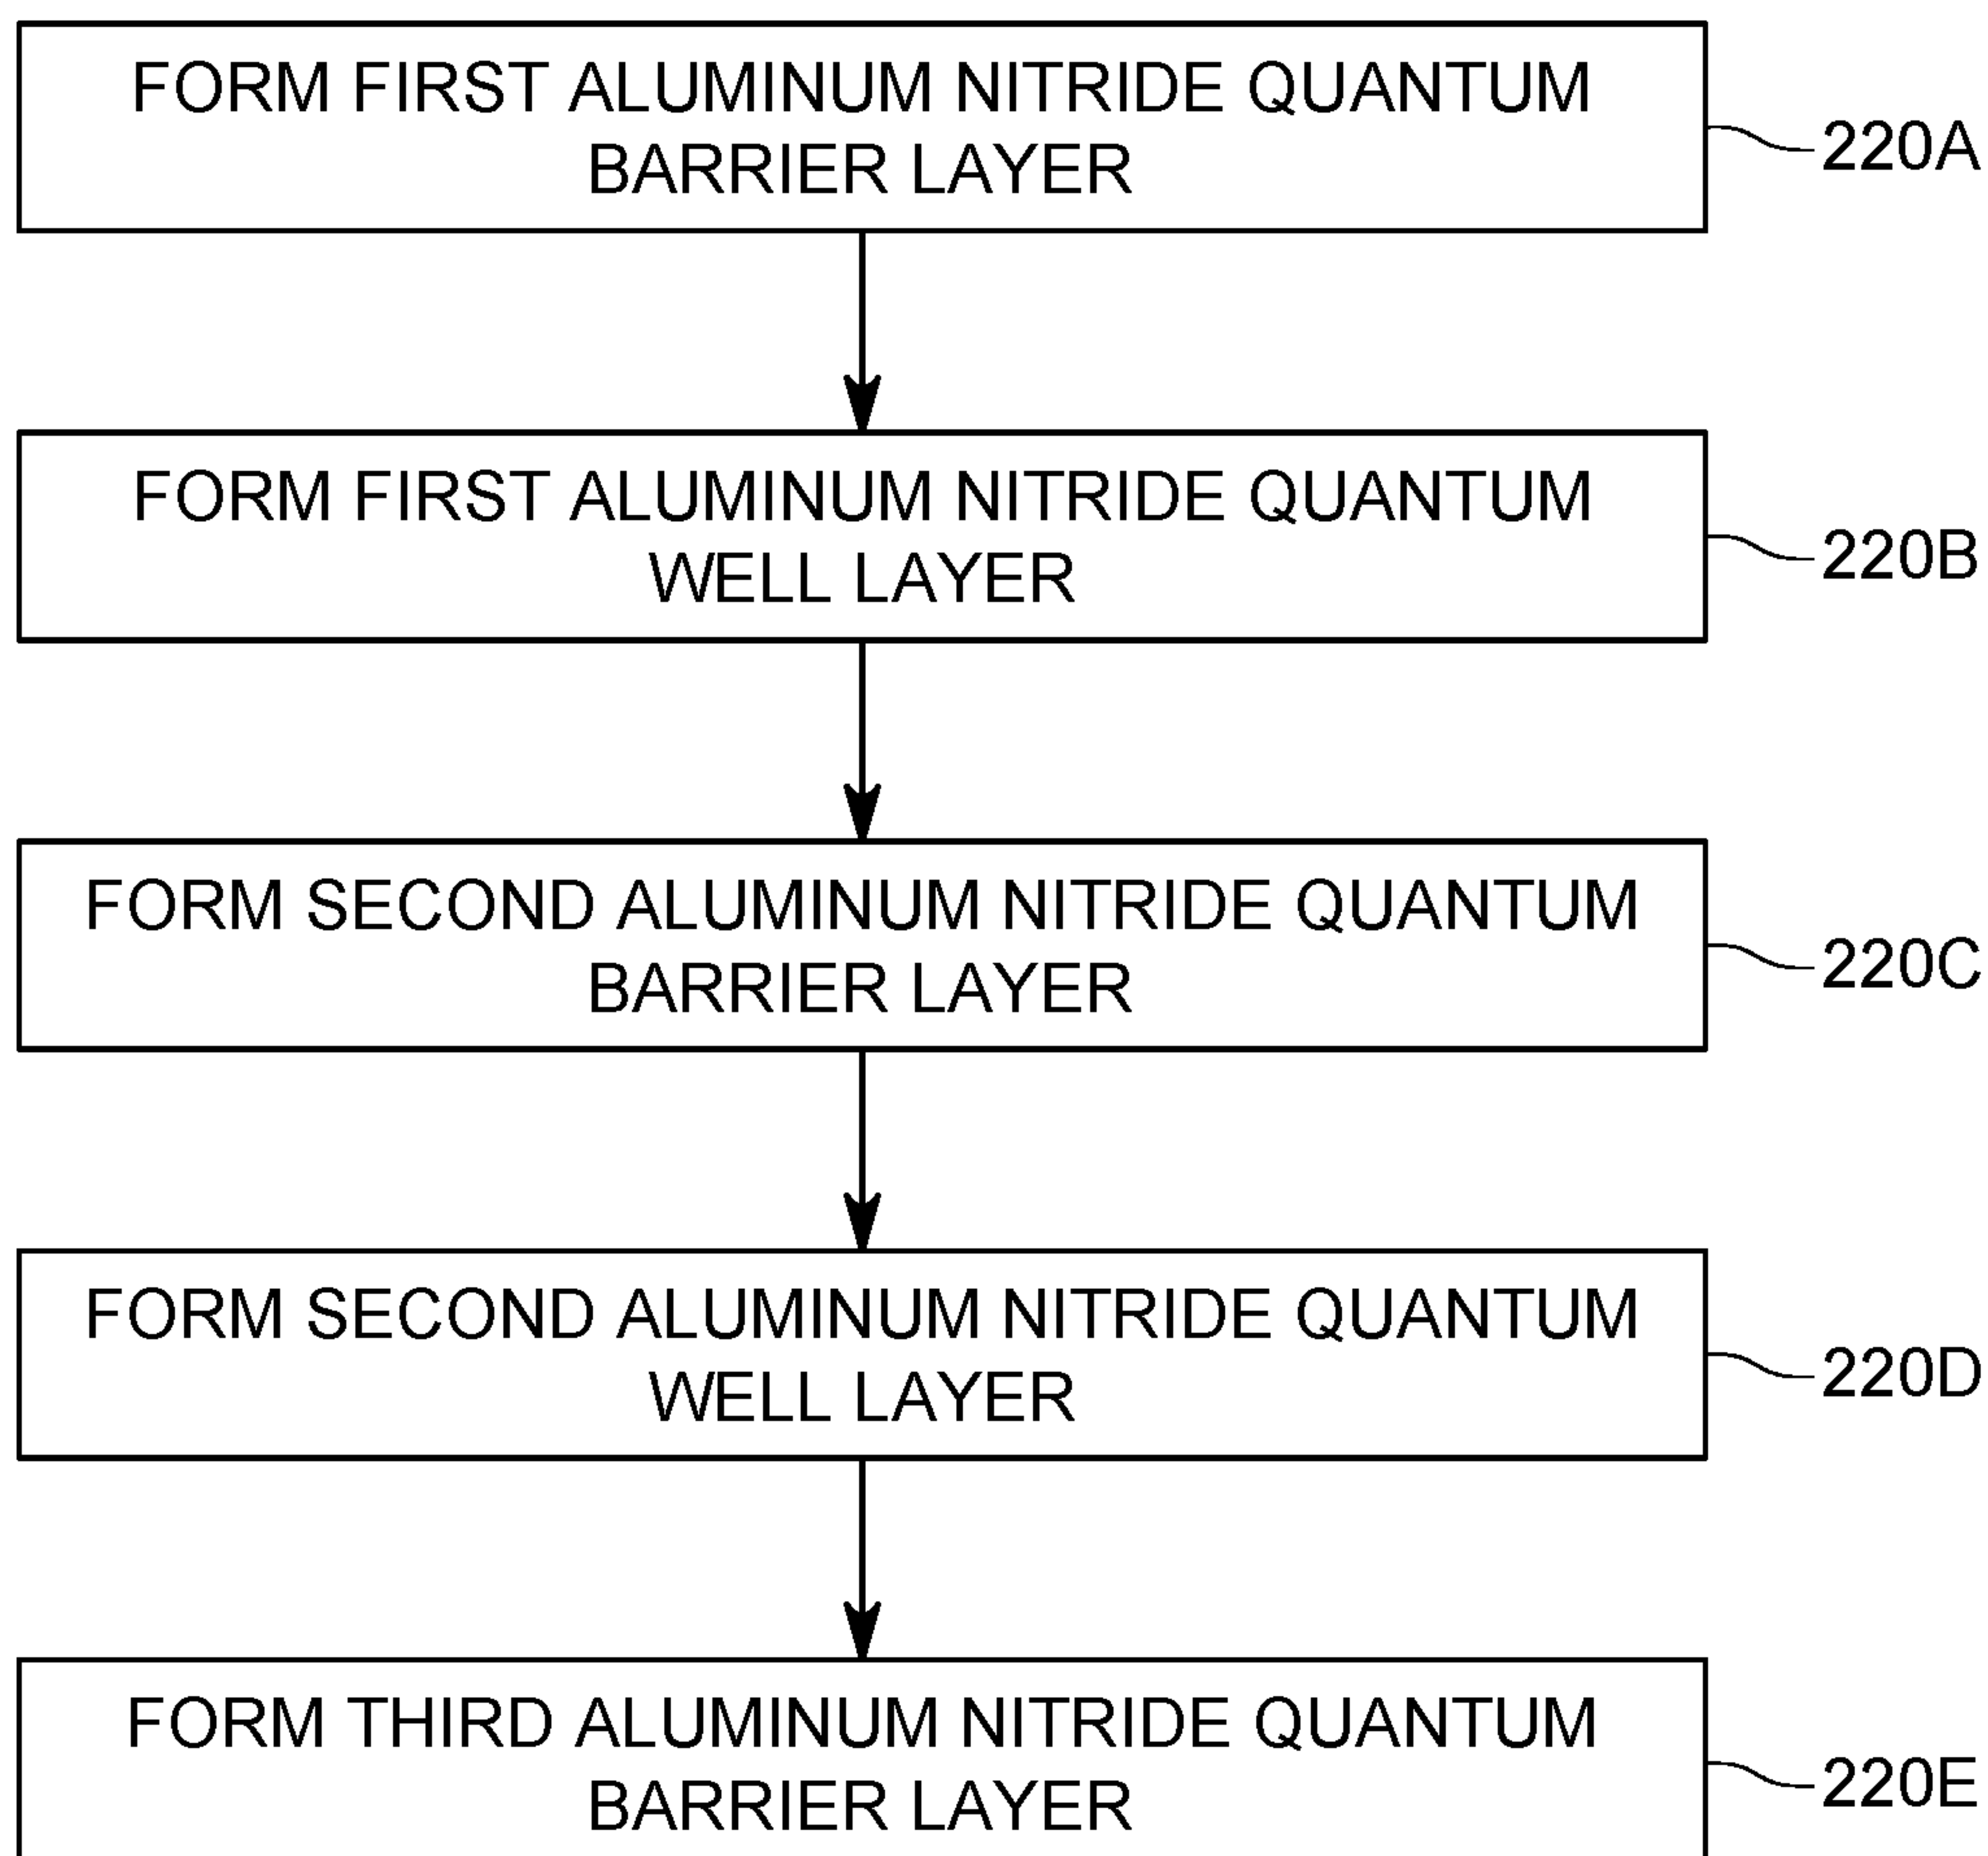 FORM FIRST ALUMINUM NITRIDE QUANTUM
BARRIER LAYER
220A
FORM FIRST ALUMINUM NITRIDE QUANTUM
WELL LAYER
220B
FORM SECOND ALUMINUM NITRIDE QUANTUM
BARRIER LAYER
220C
FORM SECOND ALUMINUM NITRIDE QUANTUM
WELL LAYER
220D
FORM THIRD ALUMINUM NITRIDE QUANTUM
BARRIER LAYER
220E